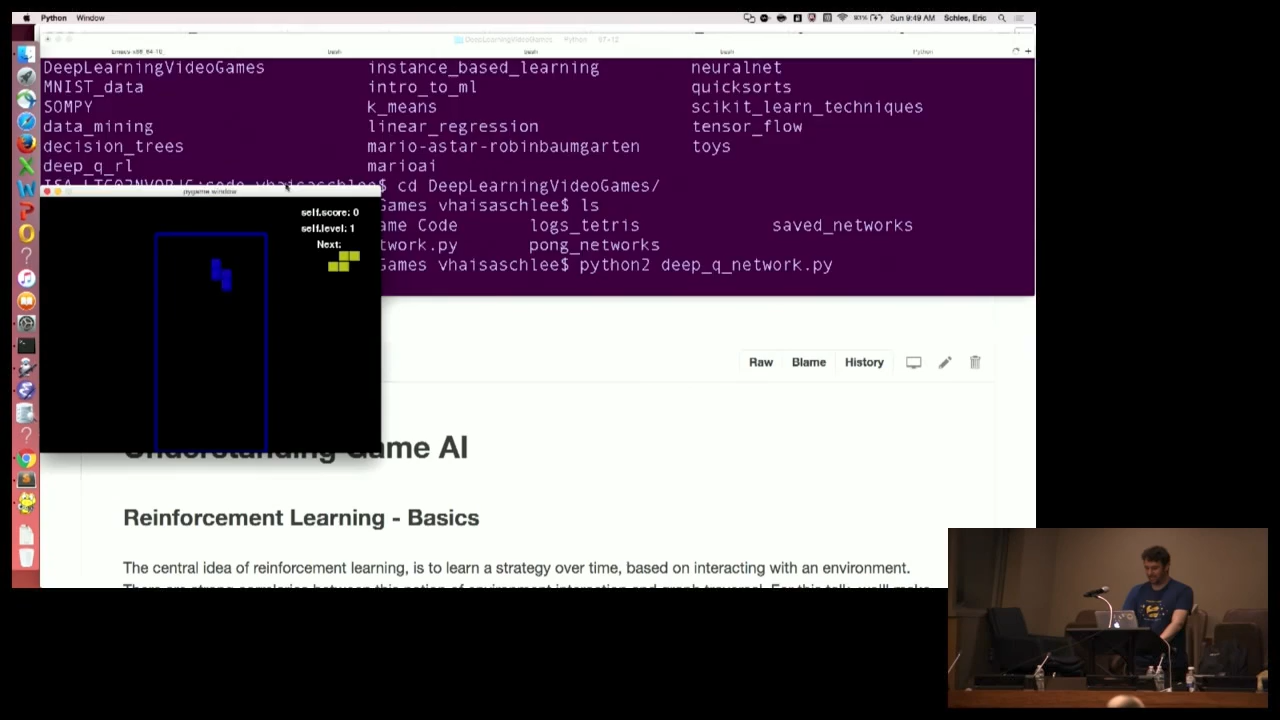 Python Window
Sun 9:49 AM Schles, Eric
DeepLearningVideoGames instance_based_learning neuralnet
MNIST_data intro_to_ml quicksorts
SOMPY k_means scikit_learn_techniques
data_mining linear_regression tensor_flow
decision_trees mario-astar-robinbaumgarten toys
deep_q_rl marioai
$ cd DeepLearningVideoGames/
pygame window
Games vhaisaschlee$ ls
ame Code logs_tetris saved_networks
twork.py pong_networks
Games vhaisaschlee$ python2 deep_q_network.py
self.score: 0
self.level: 1
Next:
Raw Blame History
Understanding Game AI
Reinforcement Learning - Basics
The central idea of reinforcement learning, is to learn a strategy over time, based on interacting with an environment.